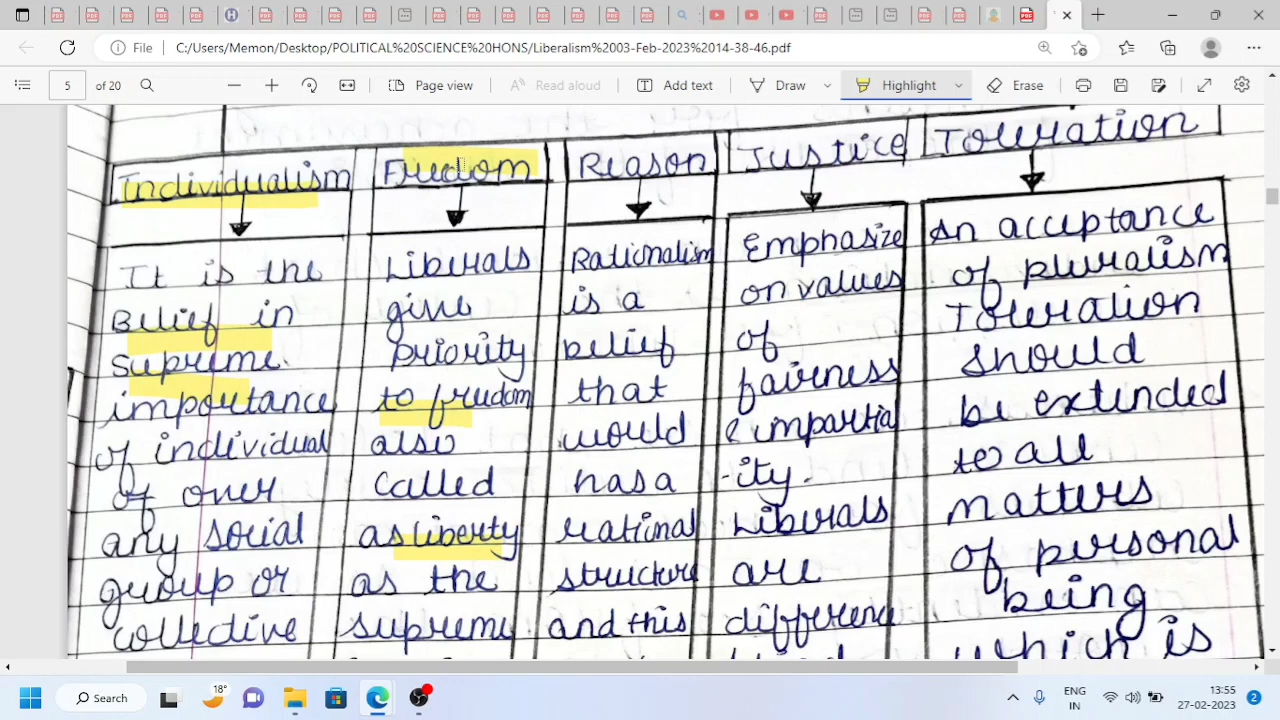 File
C:/Users/Memon/Desktop/POLITICAL%20SCIENCE%20HONS/Liberalism%2003-Feb-2023%2014-38-46.pdf
5 of 20
Page view
Read aloud
Add text
Draw
Highlight
Erase
Individualism
It is the
Belief in
supreme
importance
of individual
of over
any social
group or
collective
Freedom
Liberals
give
priority
to freedom
also
called
as liberty
as the
supreme
Reason
Rationalism
is a
belief
that
would
has a
rational
structure
and this
Justice
Emphasize
on values
of
fairness
& impartial
-ity.
Liberals
are
difference
Toleration
An acceptance
of pluralism
Toleration
should
be extended
to all
matters
of personal
being
which is
Search
18°
ENG
IN
13:55
27-02-2023
2